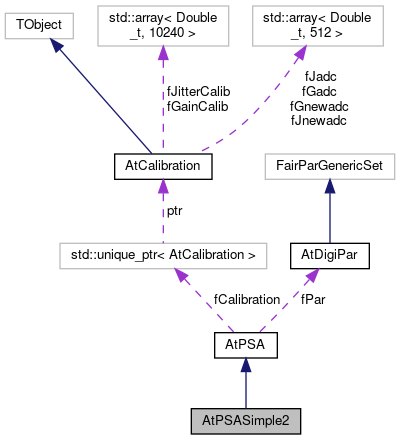 TObject
std::array< Double
_t, 10240 >
std::array< Double
_t, 512 >
fJitterCalib
fGainCalib
fJadc
fGadc
fGnewadc
fJnewadc
AtCalibration
FairParGenericSet
ptr
std::unique_ptr< AtCalibration >
AtDigiPar
fCalibration
fPar
AtPSA
AtPSASimple2